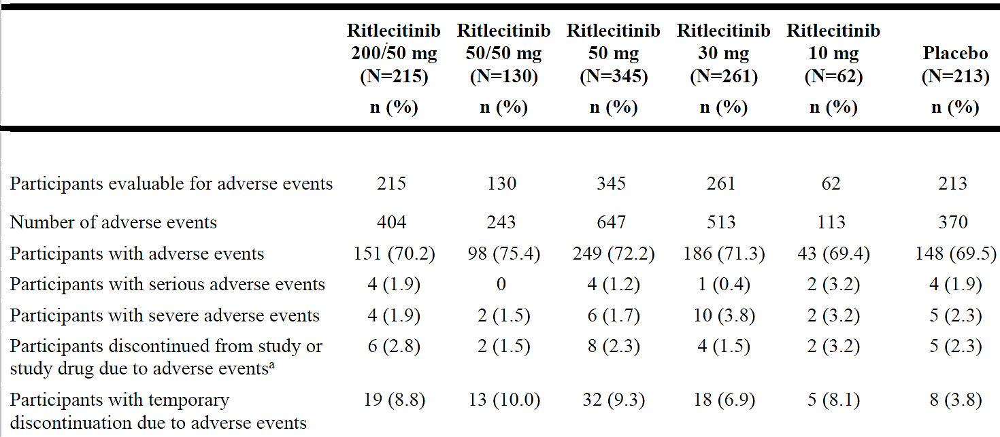 Ritlecitinib Ritlecitinib Ritlecitinib Ritlecitinib Ritlecitinib
200/50 mg 50/50 mg 50 mg 30 mg 10 mg Placebo
(N=215) (N=130) (N=345) (N=261) (N=62) (N=213)
n (%) n (%) n (%) n (%) n (%) n (%)
Participants evaluable for adverse events 215 130 345 261 62 213
Number of adverse events 404 243 647 513 113 370
Participants with adverse events 151 (70.2) 98 (75.4) 249 (72.2) 186 (71.3) 43 (69.4) 148 (69.5)
Participants with serious adverse events 4 (1.9) 0 4 (1.2) 1 (0.4) 2 (3.2) 4 (1.9)
Participants with severe adverse events 4 (1.9) 2 (1.5) 6 (1.7) 10 (3.8) 2 (3.2) 5 (2.3)
Participants discontinued from study or 6 (2.8) 2 (1.5) 8 (2.3) 4 (1.5) 2 (3.2) 5 (2.3)
study drug due to adverse eventsᵃ
Participants with temporary 19 (8.8) 13 (10.0) 32 (9.3) 18 (6.9) 5 (8.1) 8 (3.8)
discontinuation due to adverse events